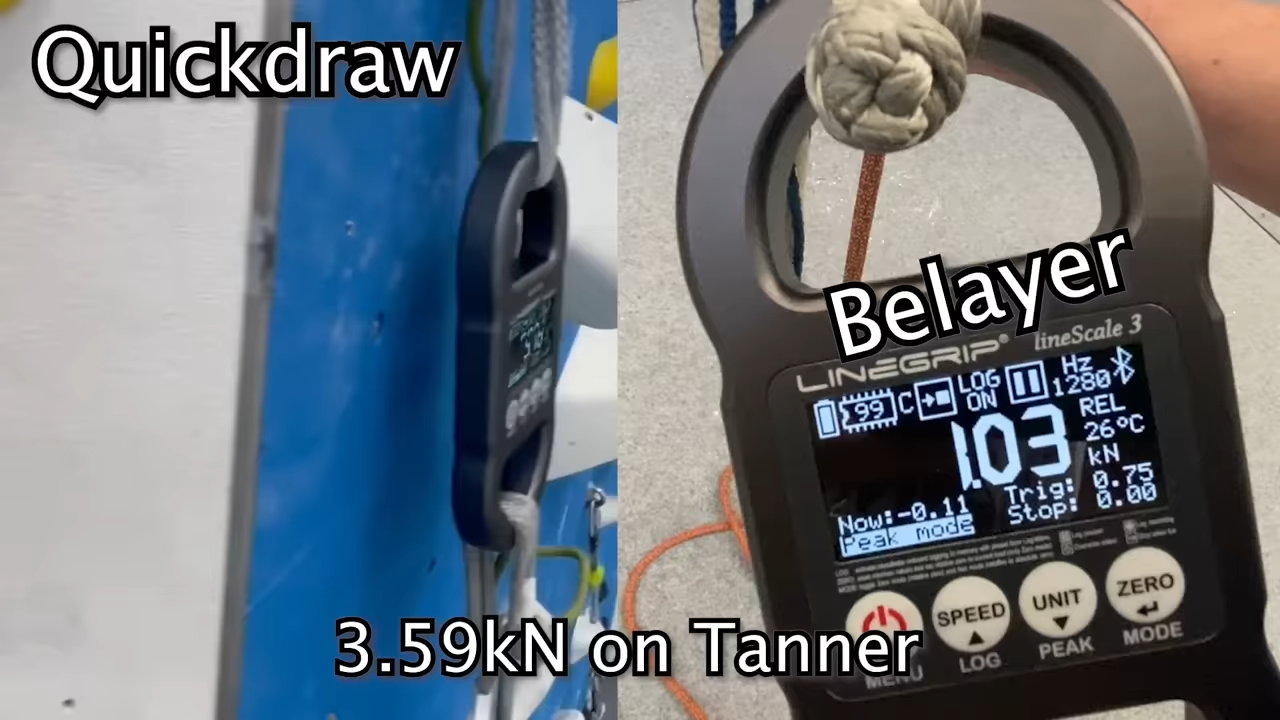 Quickdraw
Belayer
LINEGRIP® lineScale 3
99 C LOG ON Hz 1280
REL
1.03
26°C
kN
Now:-0.11 Trig: 0.75
Peak mode Stop: 0.00
SPEED UNIT ZERO
MENU LOG PEAK MODE
3.59kN on Tanner